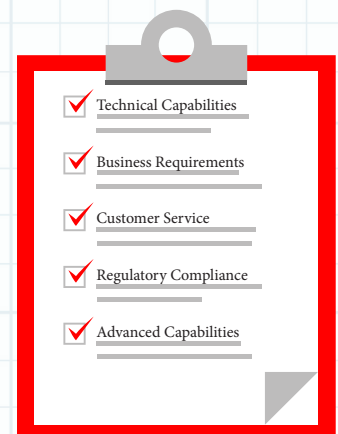 Technical Capabilities
Business Requirements
Customer Service
Regulatory Compliance
Advanced Capabilities